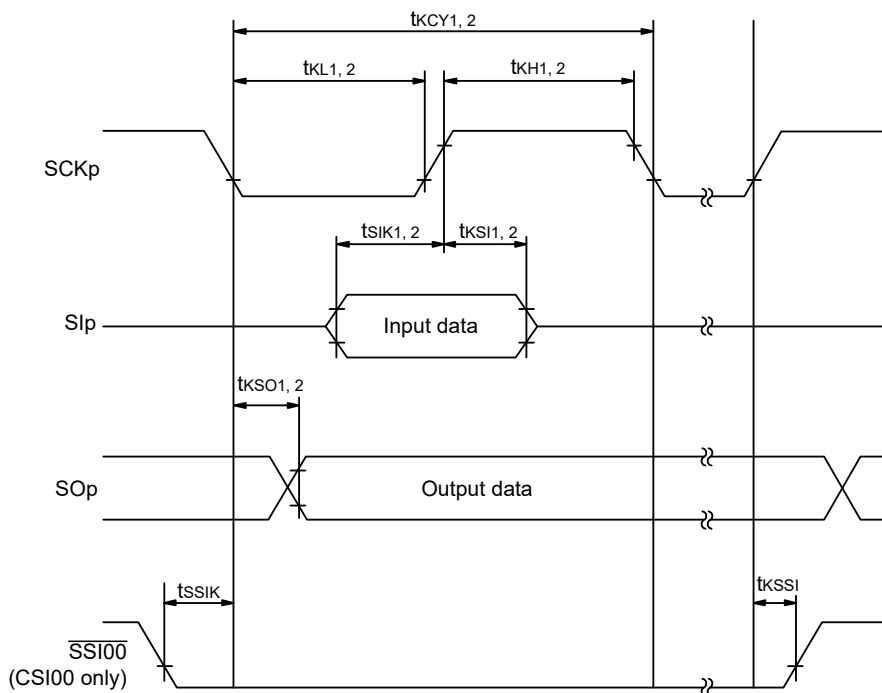 tKCY1, 2
tKL1, 2
tKH1, 2
SCKp
tSIK1, 2
tKSI1, 2
SIp
Input data
tKSO1, 2
SOp
Output data
tSSIK
tKSSI
SSI00
(CSI00 only)